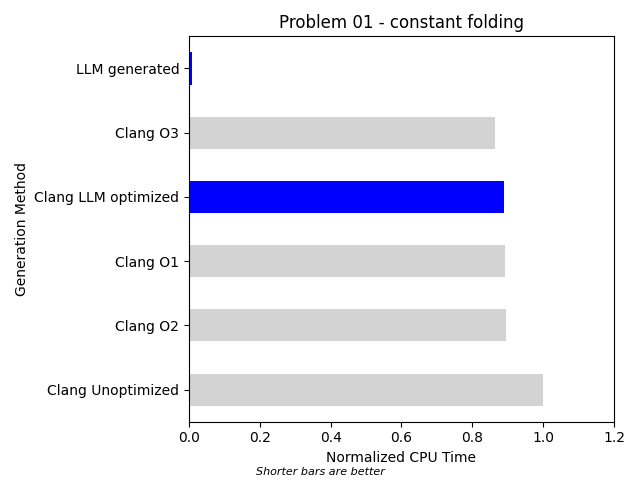 Problem 01 - constant folding
LLM generated
Clang O3
Clang LLM optimized
Clang O1
Clang O2
Clang Unoptimized
Generation Method
0.0 0.2 0.4 0.6 0.8 1.0 1.2
Normalized CPU Time
Shorter bars are better